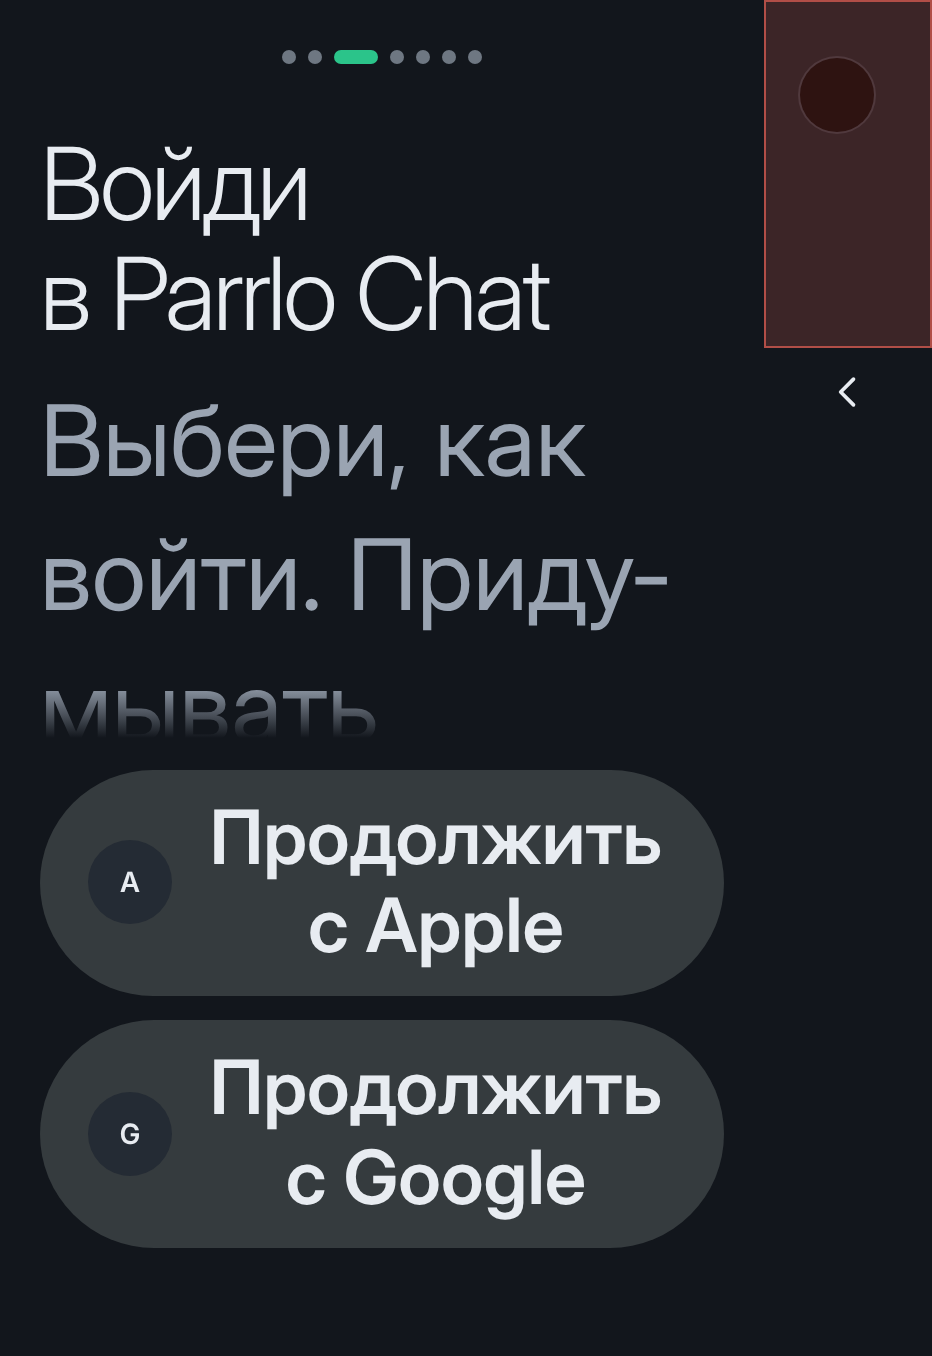 Войди
в Parrlo Chat
Выбери, как
войти. Приду-
мывать
A
Продолжить
с Apple
G
Продолжить
с Google